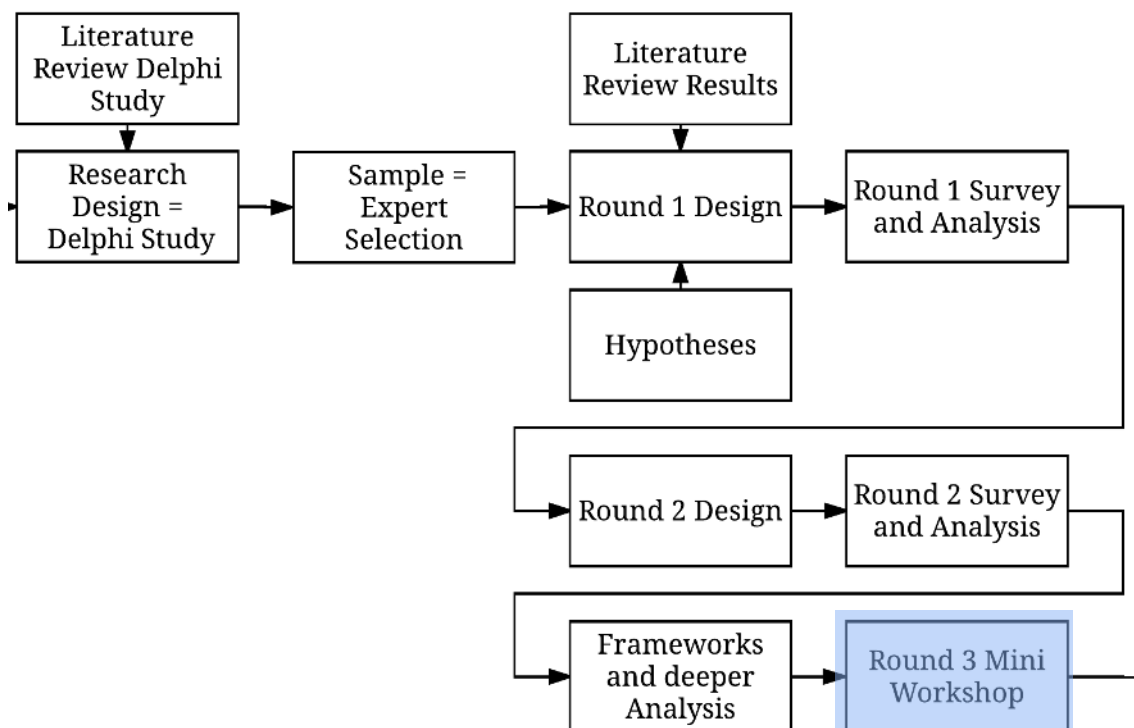 Literature
Review Delphi
Study
Literature
Review Results
Research
Design =
Delphi Study
Sample =
Expert
Selection
Round 1 Design
Round 1 Survey
and Analysis
Hypotheses
Round 2 Design
Round 2 Survey
and Analysis
Frameworks
and deeper
Analysis
Round 3 Mini
Workshop